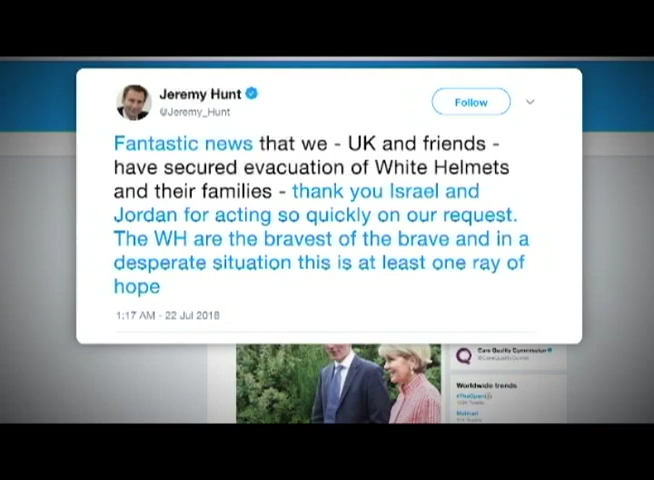 Jeremy Hunt
@Jeremy_Hunt
Follow
Fantastic news that we - UK and friends -
have secured evacuation of White Helmets
and their families - thank you Israel and
Jordan for acting so quickly on our request.
The WH are the bravest of the brave and in a
desperate situation this is at least one ray of
hope
1:17 AM - 22 Jul 2018
Care Quality Commission
Worldwide trends